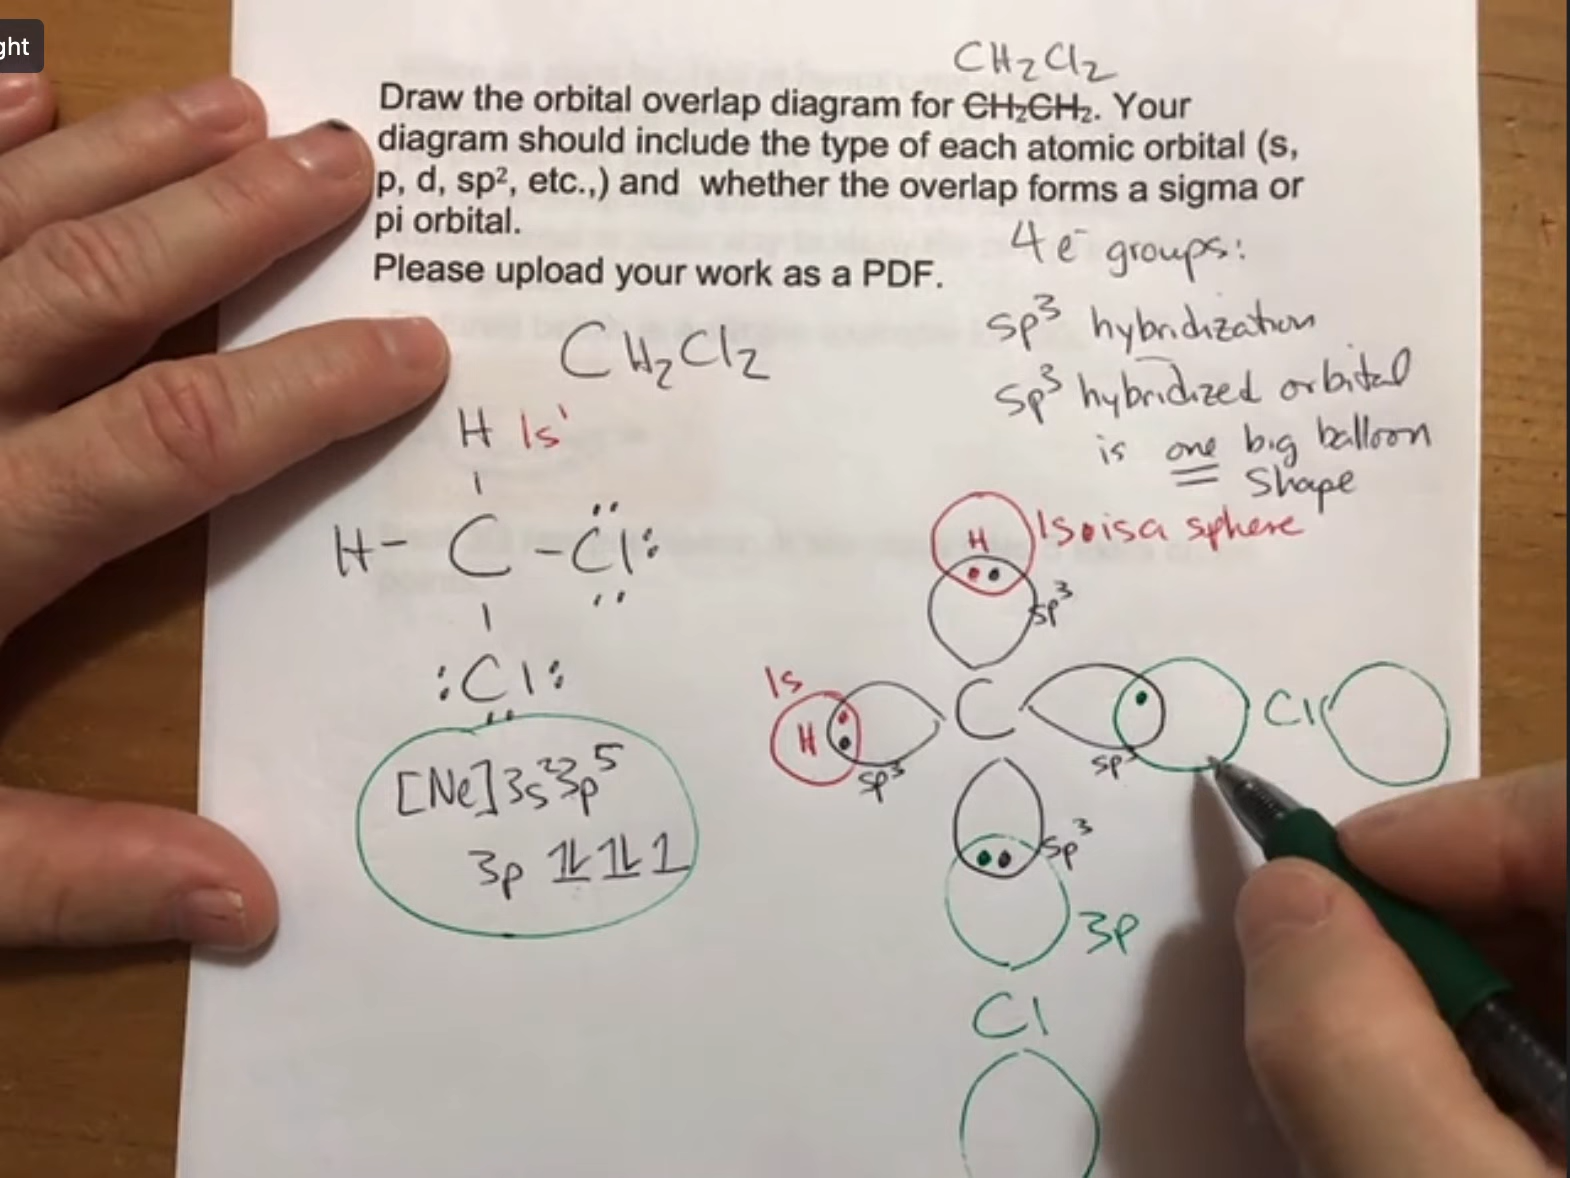 ght
CH₂Cl₂
Draw the orbital overlap diagram for CH₂CH₂. Your
diagram should include the type of each atomic orbital (s,
p, d, sp², etc.,) and whether the overlap forms a sigma or
pi orbital.
Please upload your work as a PDF.
4 e⁻ groups:
sp³ hybridization
sp³ hybridized orbital
is one big balloon
shape
CH₂Cl₂
H 1s¹
H - C - Cl
Cl
[Ne]3s²3p⁵
3p ⥮ ⥮ 1
H 1s is a sphere
sp³
1s
H
sp³
C
sp³
Cl
sp³
3p
Cl